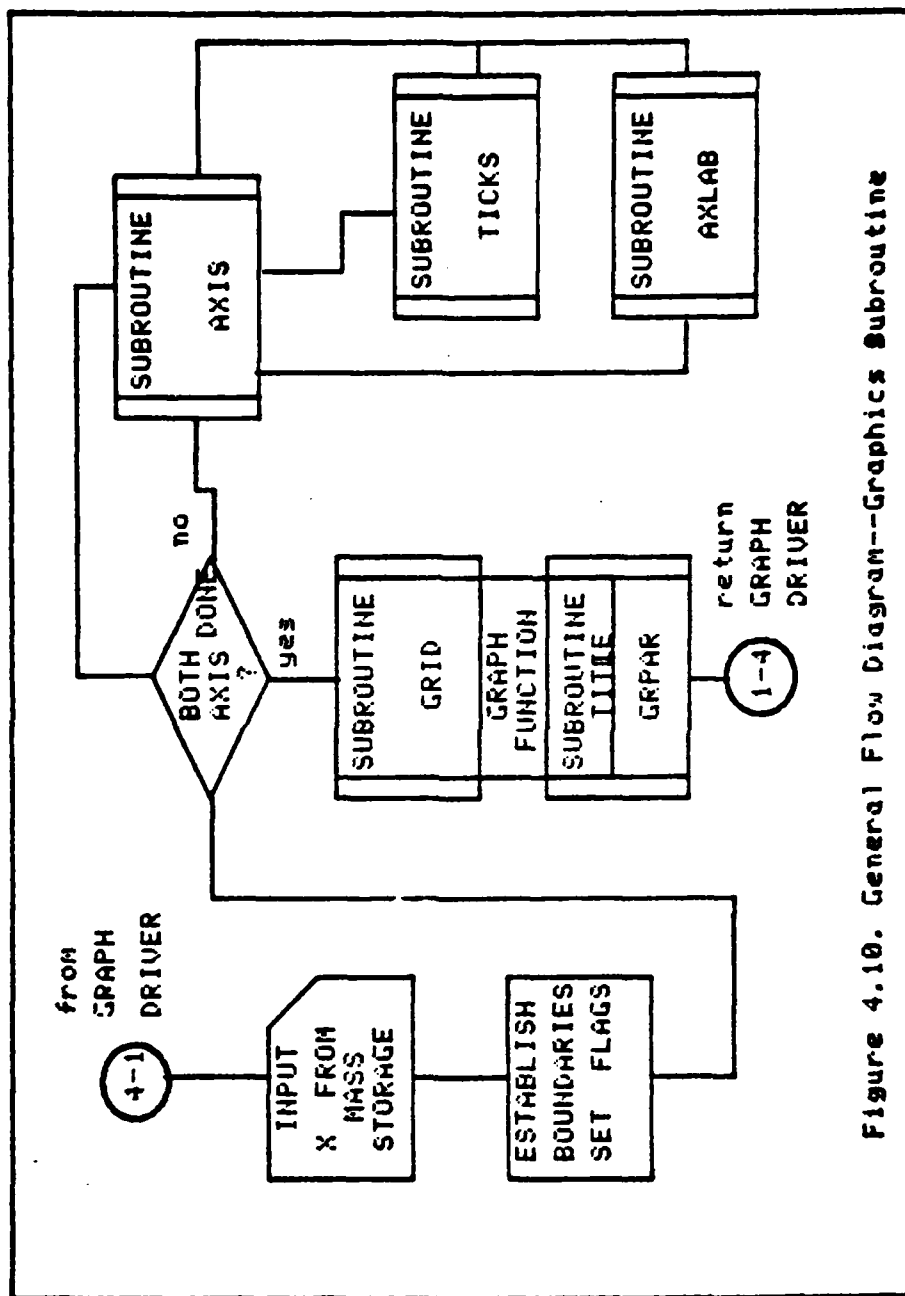 from
GRAPH
DRIVER
4-1
INPUT
X FROM
MASS
STORAGE
ESTABLISH
BOUNDARIES
SET FLAGS
BOTH
AXIS DONE
?
no
yes
SUBROUTINE
AXIS
SUBROUTINE
TICKS
SUBROUTINE
AXLAB
SUBROUTINE
GRID
GRAPH
FUNCTION
SUBROUTINE
GRPAR
1-4
return
GRAPH
DRIVER
Figure 4.10. General Flow Diagram--Graphics Subroutine